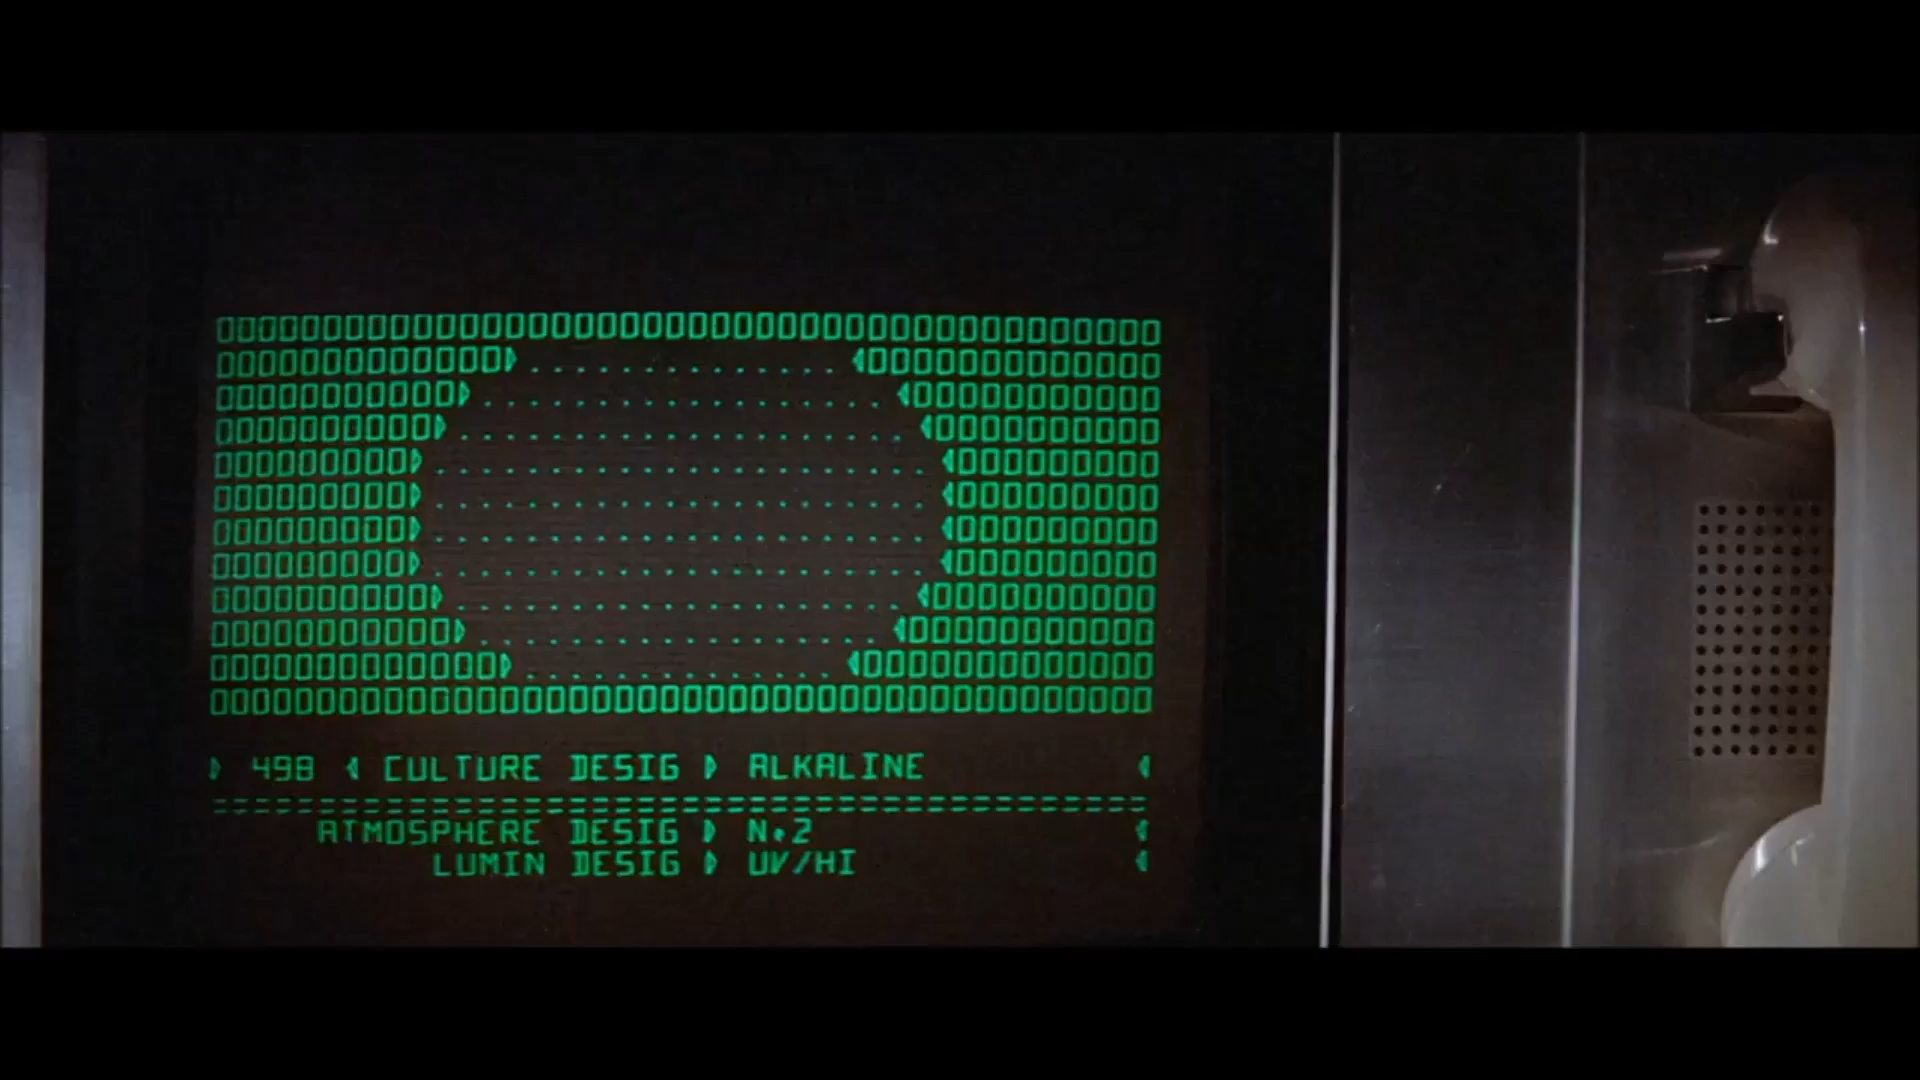 498 CULTURE DESIG ALKALINE
ATMOSPHERE DESIG N.2
LUMIN DESIG UV/HI